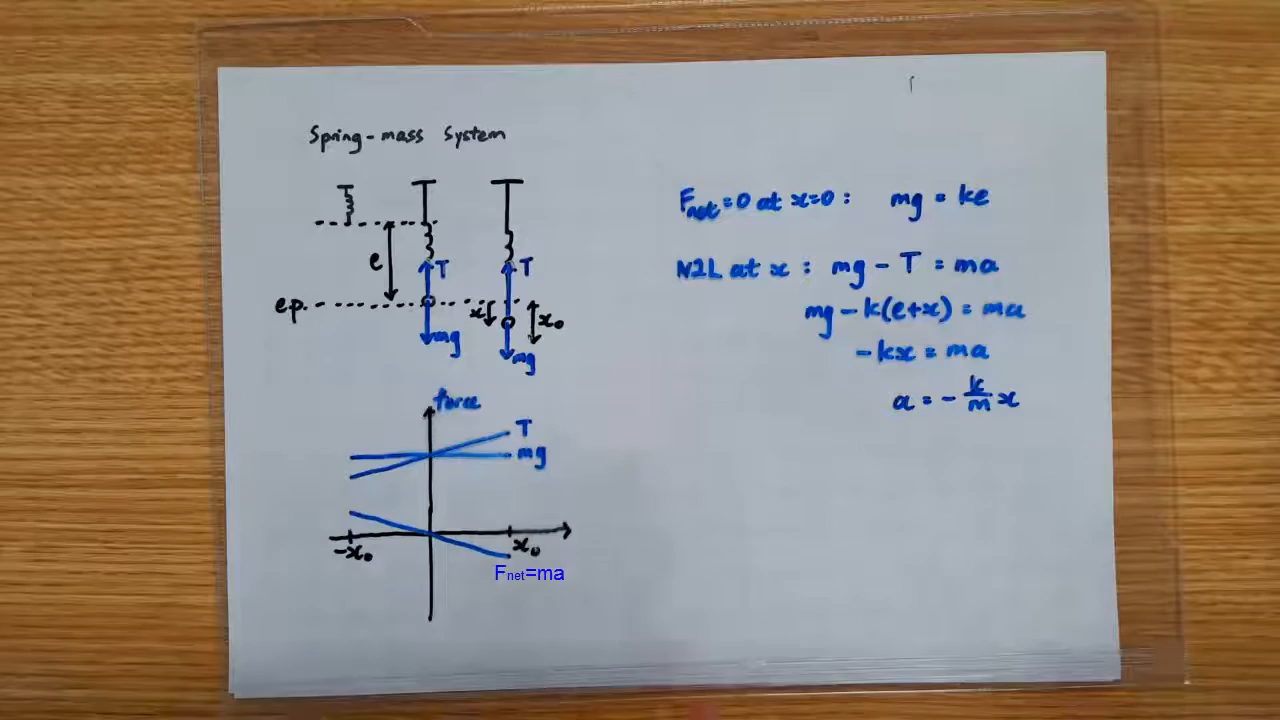 Spring-mass System
e
T
T
e.p.
x
x₀
mg
mg
force
T
mg
-x₀
x₀
Fnet=ma
Fnet=0 at x=0: mg = ke
N2L at x: mg - T = ma
mg - k(e+x) = ma
-kx = ma
a = - k/m x